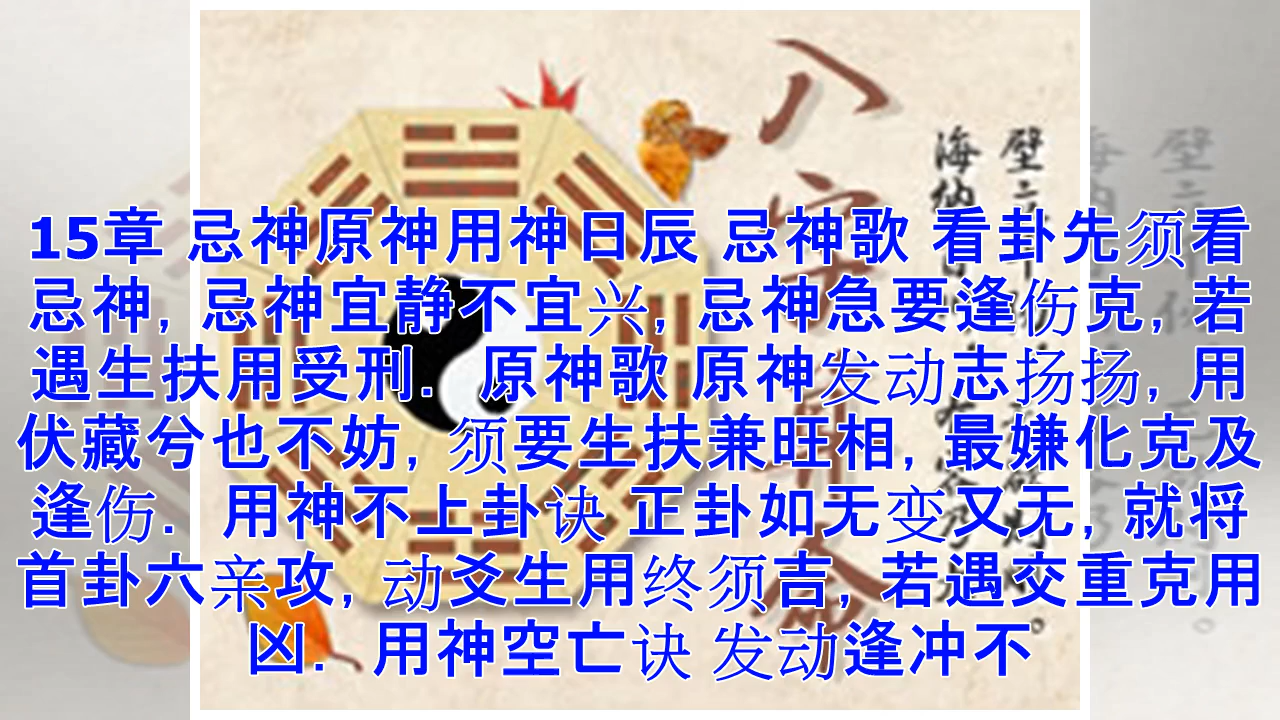 15章 忌神原神用神日辰 忌神歌 看卦先须看
忌神, 忌神宜静不宜兴, 忌神急要逢伤克, 若
遇生扶用受刑. 原神歌 原神发动志扬扬, 用
伏藏兮也不妨, 须要生扶兼旺相, 最嫌化克及
逢伤. 用神不上卦诀 正卦如无变又无, 就将
首卦六亲攻, 动爻生用终须吉, 若遇交重克用
凶. 用神空亡诀 发动逢冲不
八字
海纳
壁